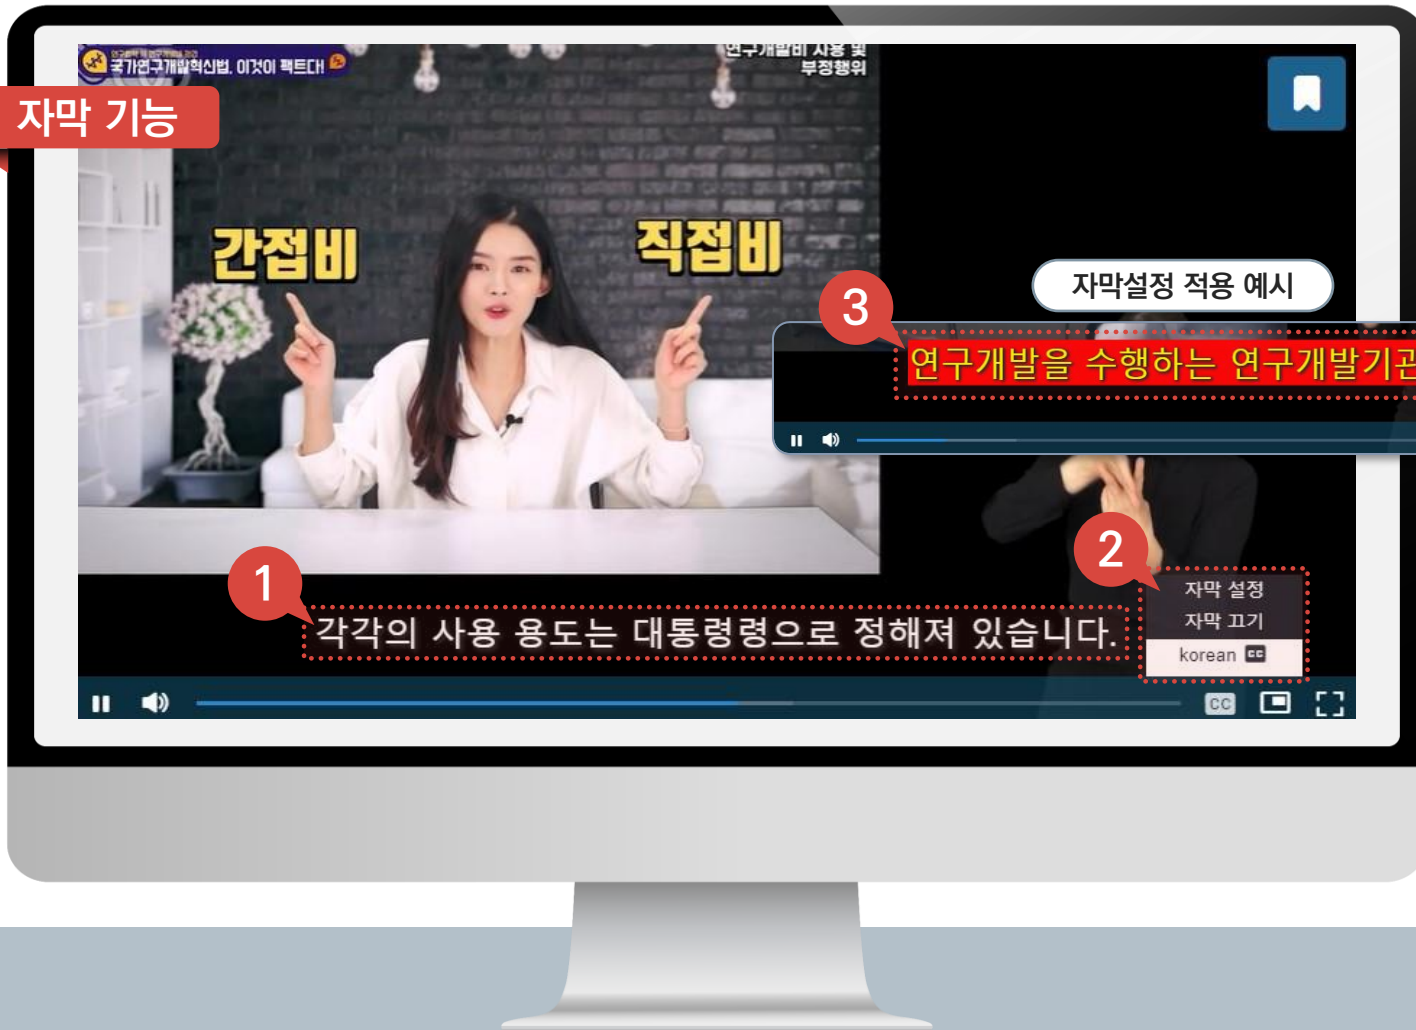 국가연구개발혁신법, 이것이 팩트다!
연구개발비 사용 및
부정행위
자막 기능
간접비
직접비
자막설정 적용 예시
3
연구개발을 수행하는 연구개발기관
2
1
자막 설정
각각의 사용 용도는 대통령령으로 정해져 있습니다.
자막 끄기
korean CC
CC